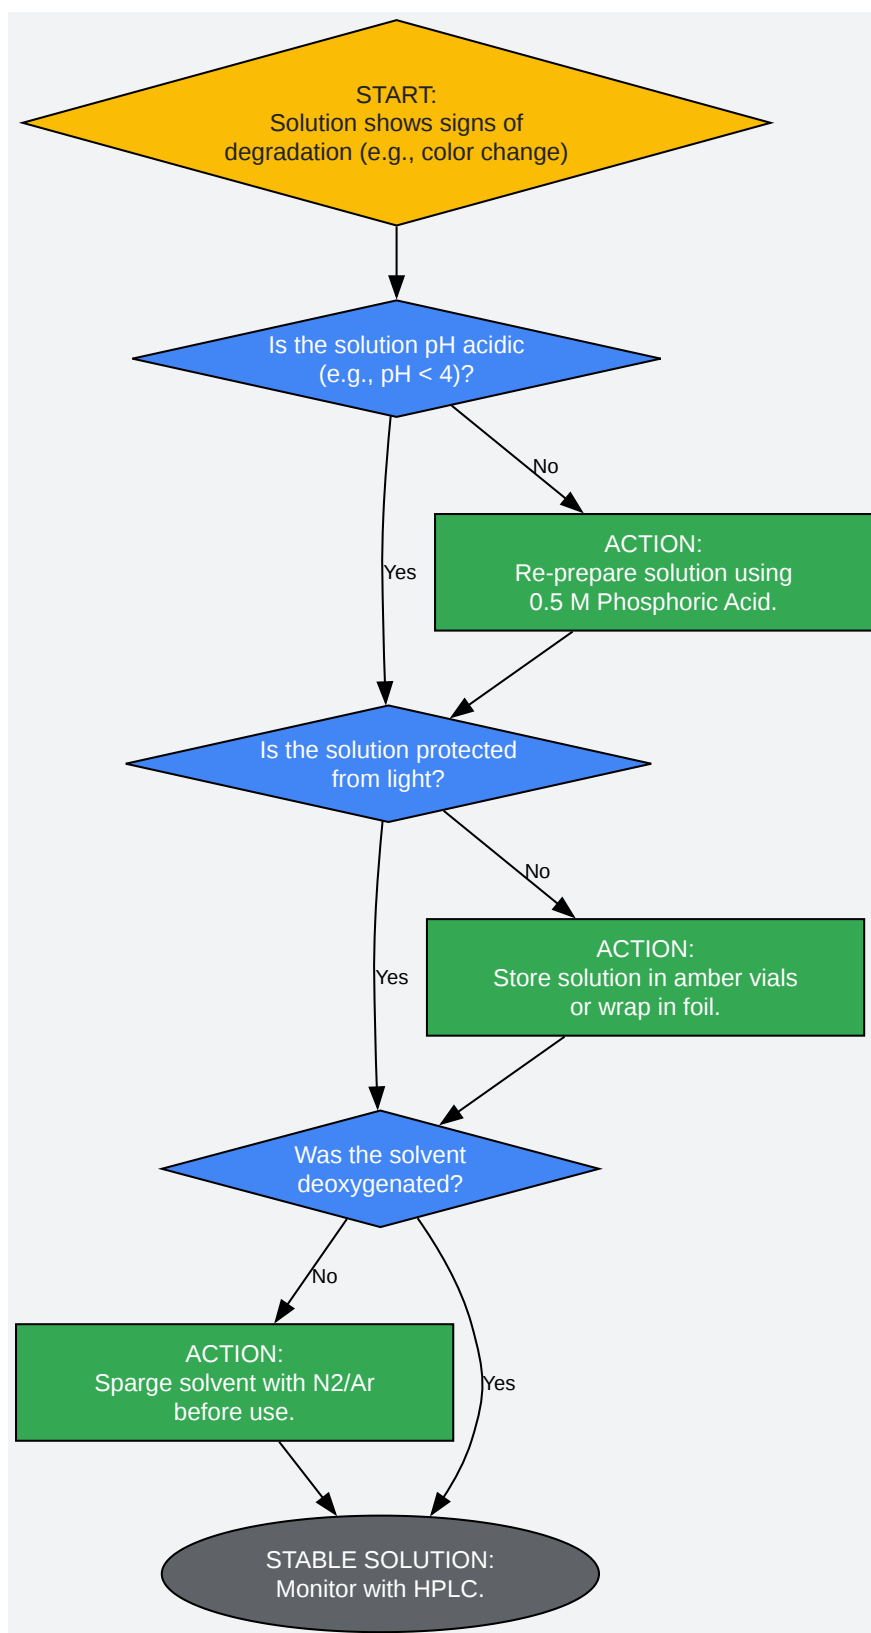 START:
Solution shows signs of
degradation (e.g., color change)
Is the solution pH acidic
(e.g., pH < 4)?
No
ACTION:
Re-prepare solution using
0.5 M Phosphoric Acid.
Yes
Is the solution protected
from light?
No
ACTION:
Store solution in amber vials
or wrap in foil.
Yes
Was the solvent
deoxygenated?
No
ACTION:
Sparge solvent with N2/Ar
before use.
Yes
STABLE SOLUTION:
Monitor with HPLC.